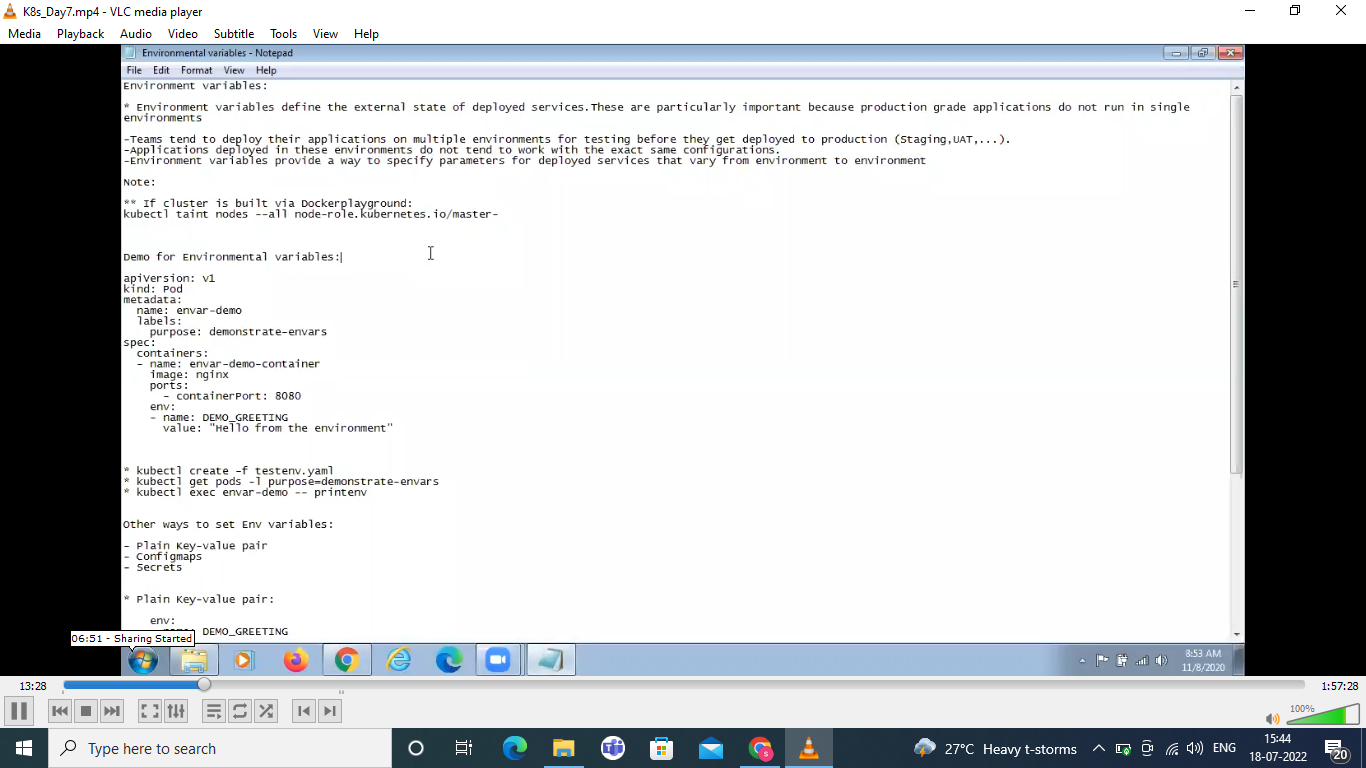 K8s_Day7.mp4 - VLC media player
Media Playback Audio Video Subtitle Tools View Help
Environmental variables - Notepad
File Edit Format View Help
Environment variables:
* Environment variables define the external state of deployed services.These are particularly important because production grade applications do not run in single
environments
-Teams tend to deploy their applications on multiple environments for testing before they get deployed to production (Staging,UAT,...).
-Applications deployed in these environments do not tend to work with the exact same configurations.
-Environment variables provide a way to specify parameters for deployed services that vary from environment to environment
Note:
** If cluster is built via Dockerplayground:
kubectl taint nodes --all node-role.kubernetes.io/master-
Demo for Environmental variables:
apiVersion: v1
kind: Pod
metadata:
  name: envar-demo
  labels:
    purpose: demonstrate-envars
spec:
  containers:
  - name: envar-demo-container
    image: nginx
    ports:
      - containerPort: 8080
    env:
    - name: DEMO_GREETING
      value: "Hello from the environment"
* kubectl create -f testenv.yaml
* kubectl get pods -l purpose=demonstrate-envars
* kubectl exec envar-demo -- printenv
Other ways to set Env variables:
- Plain Key-value pair
- Configmaps
- Secrets
* Plain Key-value pair:
    env:
DEMO_GREETING
06:51 - Sharing Started
8:53 AM
11/8/2020
13:28
1:57:28
100%
Type here to search
27°C Heavy t-storms
ENG
15:44
18-07-2022
20